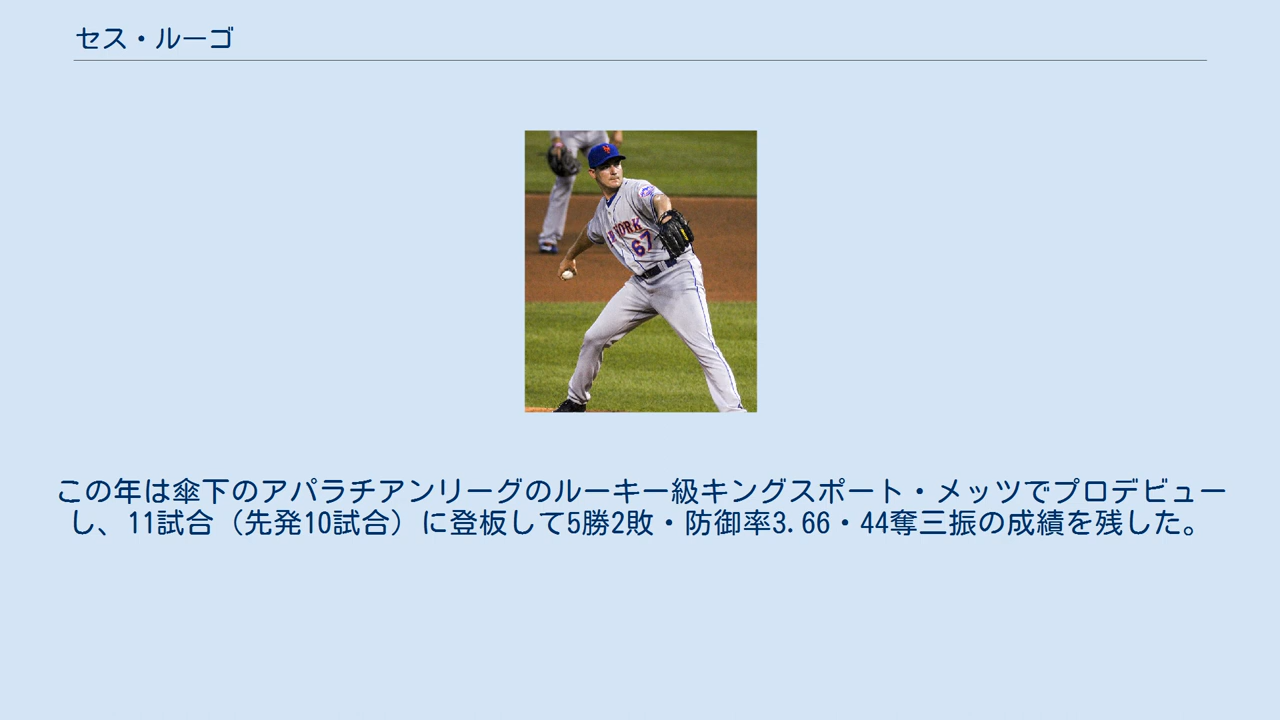 セス・ルーゴ
NEW YORK
67
この年は傘下のアパラチアンリーグのルーキー級キングスポート・メッツでプロデビュー
し、11試合（先発10試合）に登板して5勝2敗・防御率3.66・44奪三振の成績を残した。